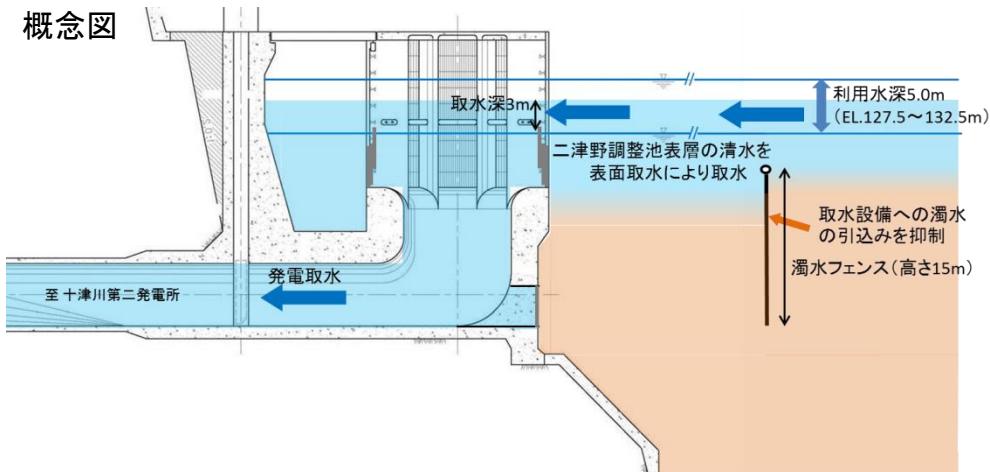 概念図
取水深3m
利用水深5.0m
(EL.127.5～132.5m)
二津野調整池表層の清水を
表面取水により取水
取水設備への濁水
の引込みを抑制
濁水フェンス(高さ15m)
発電取水
至 十津川第二発電所